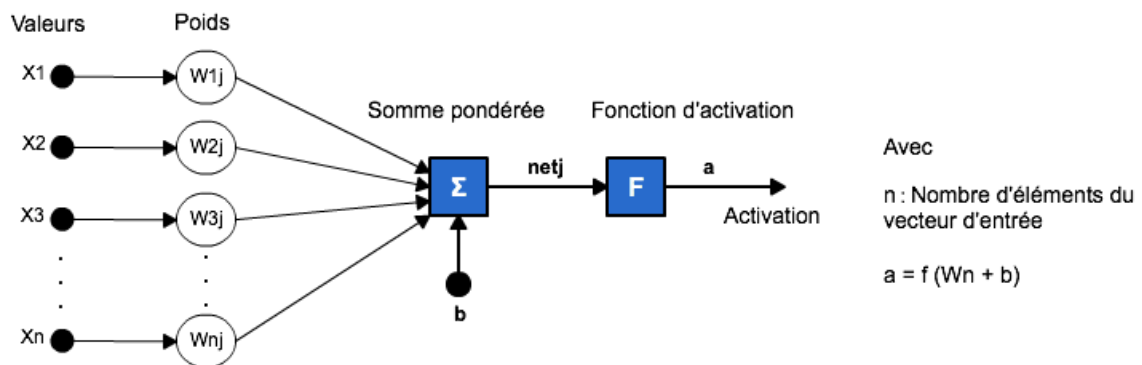 Valeurs
Poids
X1
W1j
Somme pondérée
Fonction d'activation
X2
W2j
Avec
netj
a
Σ
F
n : Nombre d'éléments du
vecteur d'entrée
X3
W3j
Activation
a = f (Wn + b)
b
Xn
Wnj